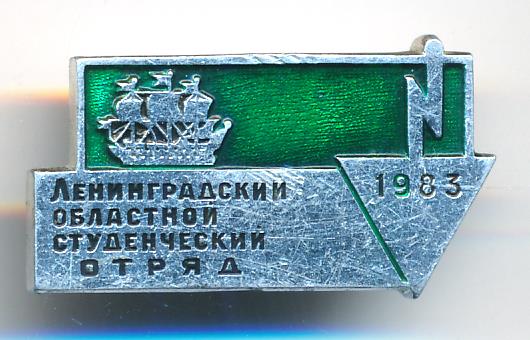 Ленинградский
областной
студенческий
отряд
1983